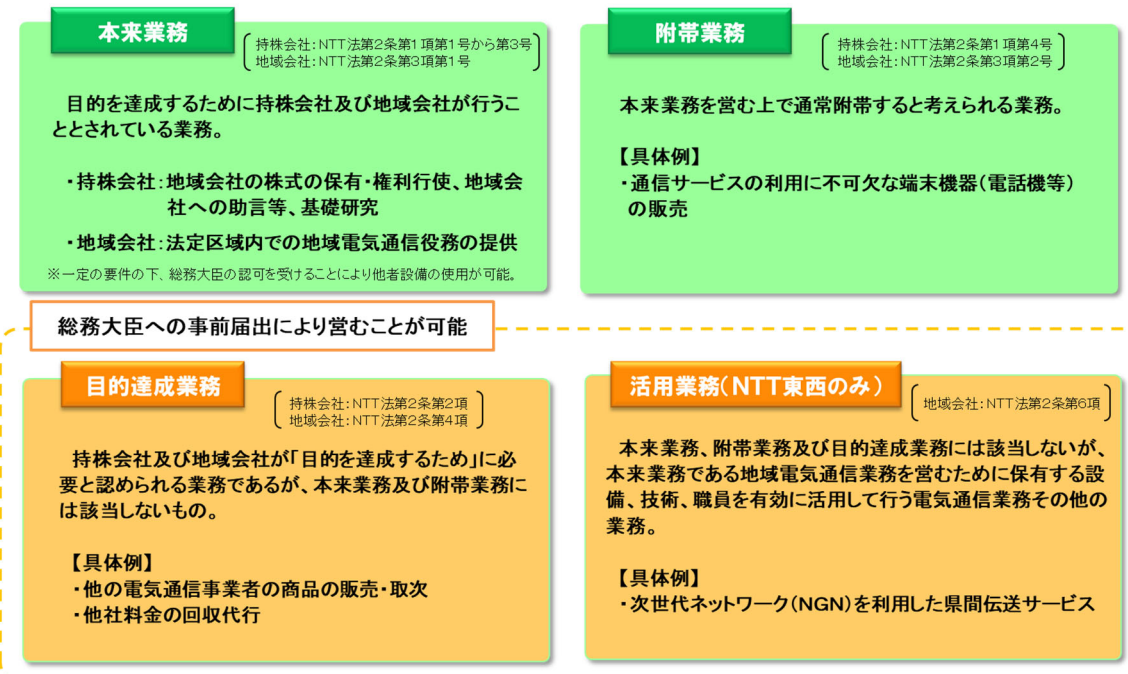 本来業務
持株会社:NTT法第2条第1項第1号から第3号
地域会社:NTT法第2条第3項第1号
目的を達成するために持株会社及び地域会社が行うこ
ととされている業務。
・持株会社:地域会社の株式の保有・権利行使、地域会
社への助言等、基礎研究
・地域会社:法定区域内での地域電気通信役務の提供
※一定の要件の下、総務大臣の認可を受けることにより他者設備の使用が可能。
附帯業務
持株会社:NTT法第2条第1項第4号
地域会社:NTT法第2条第3項第2号
本来業務を営む上で通常附帯すると考えられる業務。
【具体例】
・通信サービスの利用に不可欠な端末機器(電話機等)
の販売
総務大臣への事前届出により営むことが可能
目的達成業務
持株会社:NTT法第2条第2項
地域会社:NTT法第2条第4項
持株会社及び地域会社が「目的を達成するため」に必
要と認められる業務であるが、本来業務及び附帯業務に
は該当しないもの。
【具体例】
・他の電気通信事業者の商品の販売・取次
・他社料金の回収代行
活用業務(NTT東西のみ)
地域会社:NTT法第2条第6項
本来業務、附帯業務及び目的達成業務には該当しないが、
本来業務である地域電気通信業務を営むために保有する設
備、技術、職員を有効に活用して行う電気通信業務その他の
業務。
【具体例】
・次世代ネットワーク(NGN)を利用した県間伝送サービス